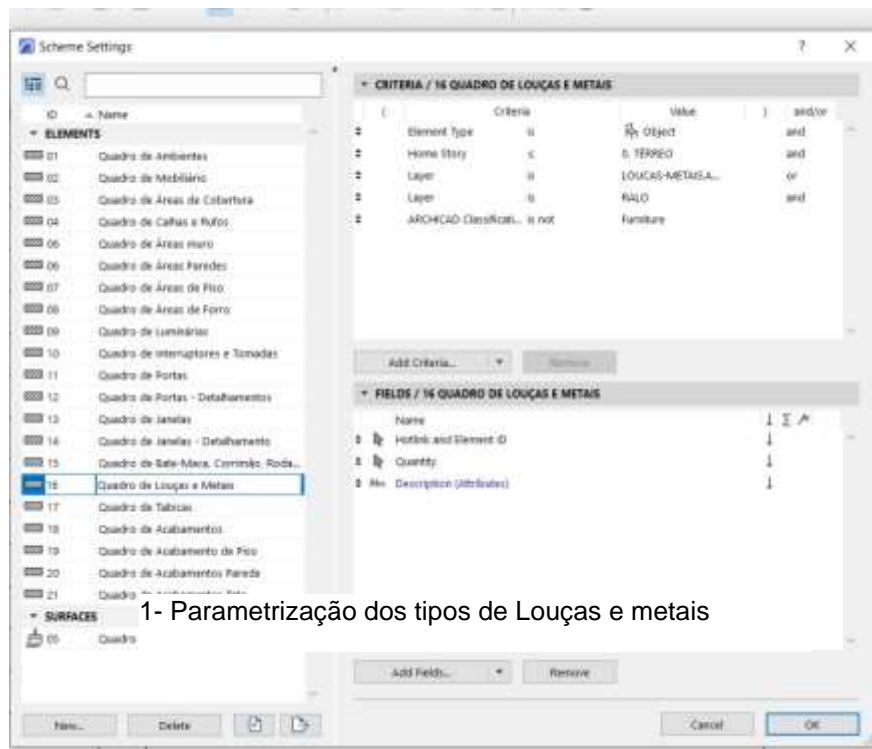 Scheme Settings
? ×
CRITERIA / 16 QUADRO DE LOUÇAS E METAIS
ID Name
( Criteria Value ) and/or
ELEMENTS
Element Type is Object and
01 Quadro de Ambientes
Home Story 0. TÉRREO and
02 Quadro de Mobiliário
Layer is LOUCAS-METAIS.A... or
03 Quadro de Áreas de Cobertura
Layer is RALO and
04 Quadro de Calhas e Rufos
ARCHICAD Classificati... is not Furniture
Quadro de Áreas muro
06 Quadro de Áreas Paredes
07 Quadro de Áreas de Piso
08 Quadro de Áreas de Forro
09 Quadro de Luminárias
10 Quadro de Interruptores e Tomadas
Add Criteria... Remove
11 Quadro de Portas
12 Quadro de Portas - Detalhamentos
FIELDS / 16 QUADRO DE LOUÇAS E METAIS
13 Quadro de Janelas
Name
14 Quadro de Janelas - Detalhamento
Hotlink and Element ID
15 Quadro de Bate-Maca, Corrimão, Roda...
Quantity
16 Quadro de Louças e Metais
Description (Attributes)
17 Quadro de Tabicas
18 Quadro de Acabamentos
19 Quadro de Acabamento de Piso
20 Quadro de Acabamentos Parede
21 Quadro de
1- Parametrização dos tipos de Louças e metais
SURFACES
Quadro
Add Fields... Remove
New... Delete
Cancel OK